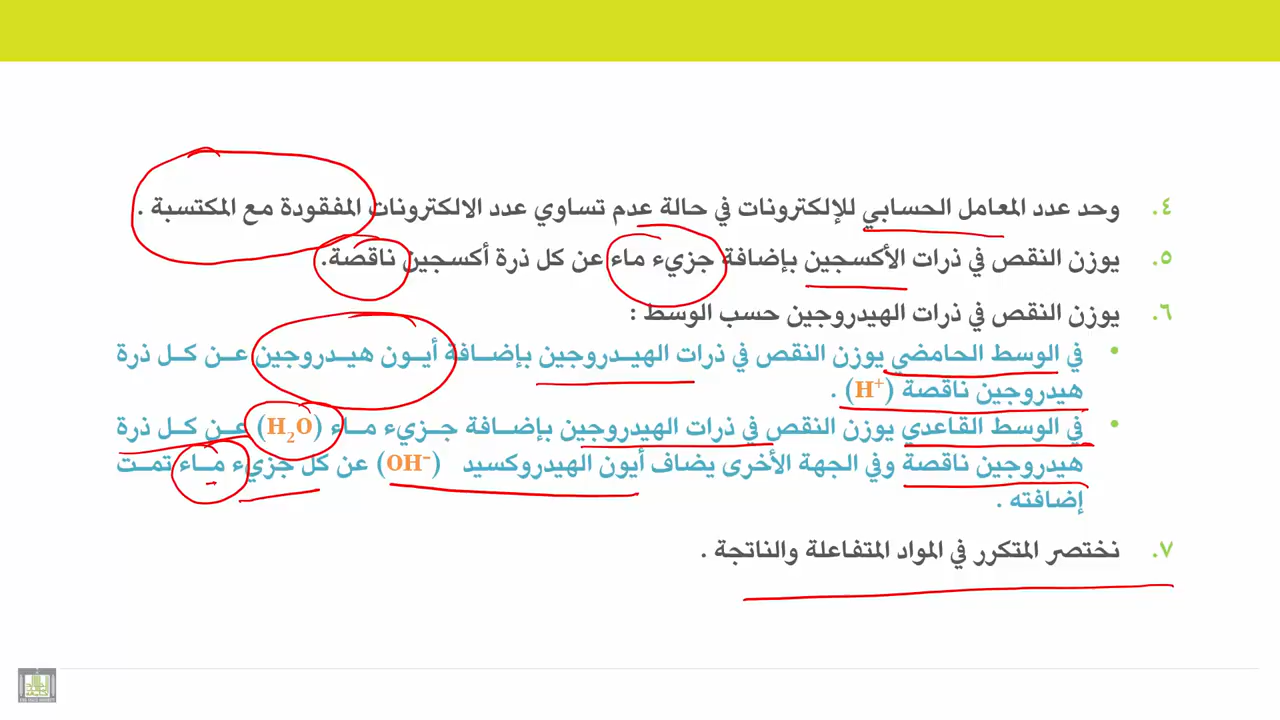 ٤. وحد عدد المعامل الحسابي للإلكترونات في حالة عدم تساوي عدد الالكترونات المفقودة مع المكتسبة .
٥. يوزن النقص في ذرات الأكسجين بإضافة جزيء ماء عن كل ذرة أكسجين ناقصة.
٦. يوزن النقص في ذرات الهيدروجين حسب الوسط :
• في الوسط الحامضي يوزن النقص في ذرات الهيدروجين بإضافة أيون هيدروجين عن كل ذرة
هيدروجين ناقصة (H⁺) .
• في الوسط القاعدي يوزن النقص في ذرات الهيدروجين بإضافة جزيء ماء (H₂O) عن كل ذرة
هيدروجين ناقصة وفي الجهة الأخرى يضاف أيون الهيدروكسيد (OH⁻) عن كل جزيء ماء تمت
إضافته .
٧. نختصر المتكرر في المواد المتفاعلة والناتجة .